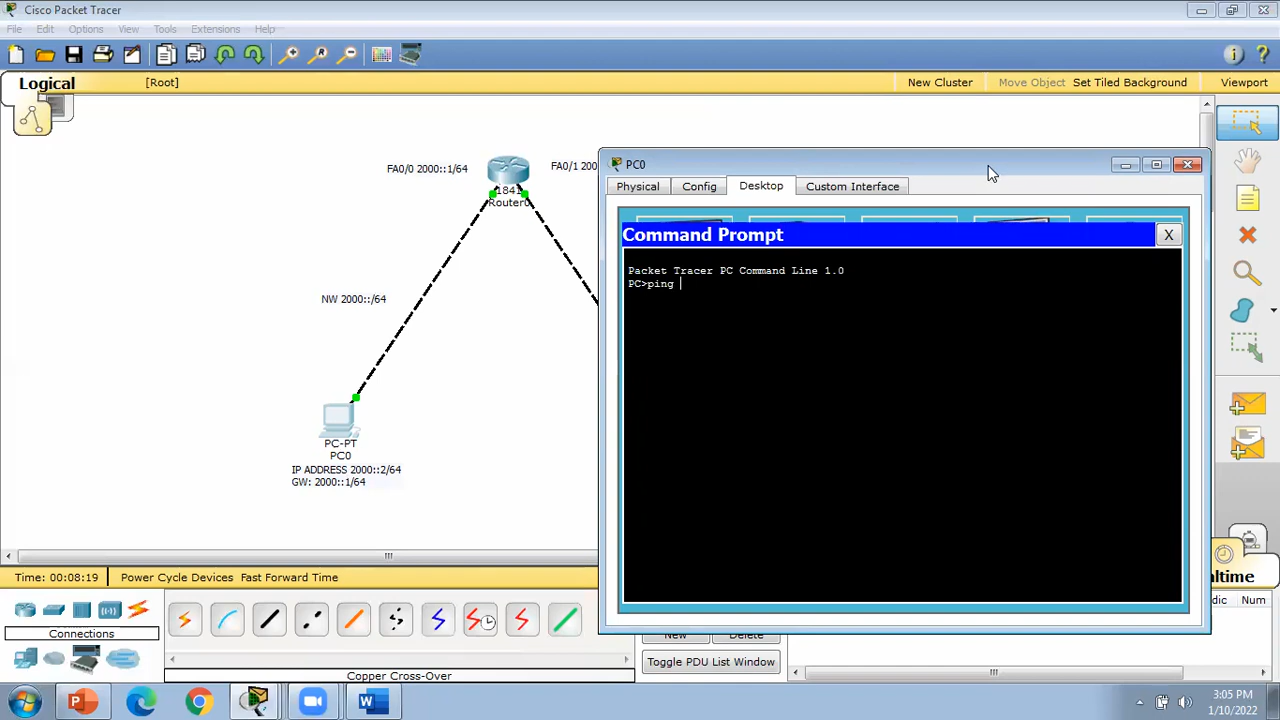 Cisco Packet Tracer
File Edit Options View Tools Extensions Help
Logical [Root] New Cluster Move Object Set Tiled Background Viewport
FA0/0 2000::1/64
FA0/1 200
1841
Router0
NW 2000::/64
PC-PT
PC0
IP ADDRESS 2000::2/64
GW: 2000::1/64
PC0
Physical Config Desktop Custom Interface
Command Prompt X
Packet Tracer PC Command Line 1.0
PC>ping
Time: 00:08:19 Power Cycle Devices Fast Forward Time
ltime
Connections
Copper Cross-Over
New Delete
Toggle PDU List Window
dic Num
3:05 PM
1/10/2022